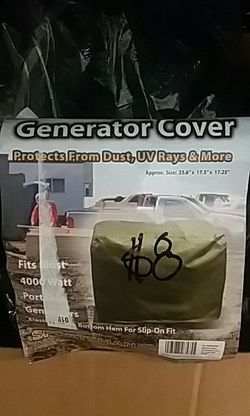 Generator Cover
Protects From Dust, UV Rays & More
Approx. Size: 23.6" x 17.5" x 17.25"
Fits Most
4000 Watt
Portable
Generators
Bottom Hem For Slip-On Fit
$8